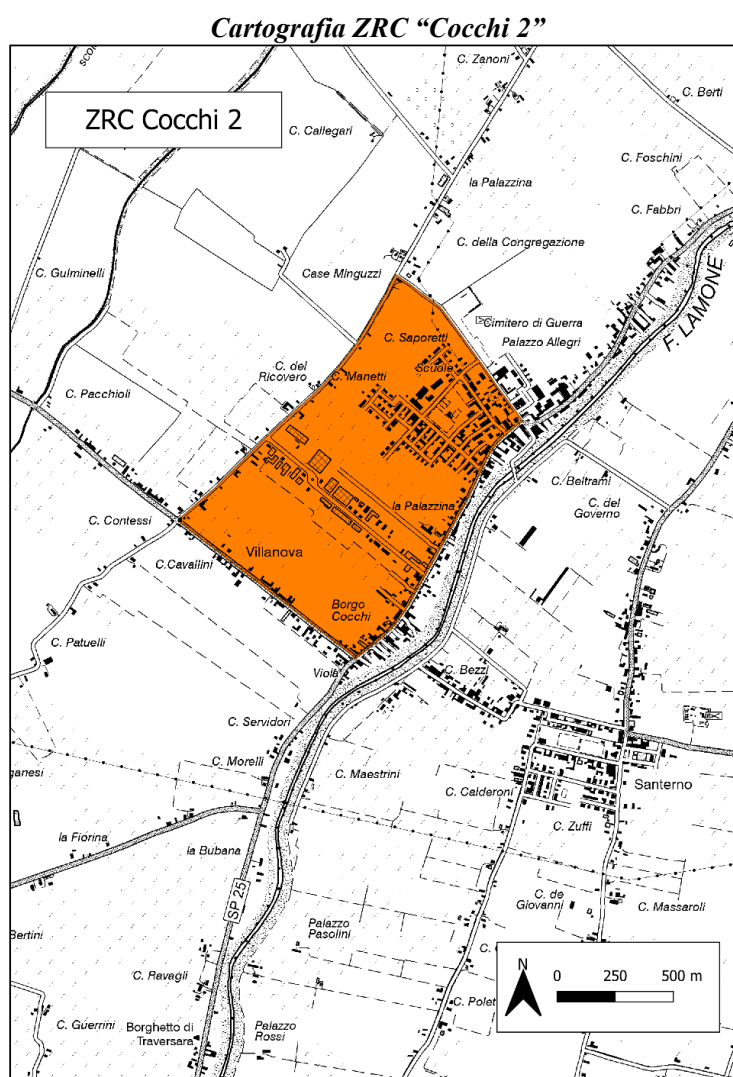 Cartografia ZRC “Cocchi 2”
ZRC Cocchi 2
C. Zanoni
C. Berti
C. Callegari
C. Foschini
la Palazzina
C. Fabbri
C. della Congregazione
C. Gulminelli
Case Minguzzi
F. LAMONE
Cimitero di Guerra
C. Saporetti
Palazzo Allegri
C. del
Ricovero
Scuole
C. Manetti
C. Pacchioli
C. Beltrami
la Palazzina
C. del
Governo
C. Contessi
Villanova
C. Cavallini
Borgo
Cocchi
C. Patuelli
Viola
C. Bezzi
C. Servidori
C. Morelli
C. Maestrini
C. Calderoni
Santerno
ganesi
C. Zuffi
la Fiorina
la Bubana
SP 25
C. de
Giovanni
C. Massaroli
Palazzo
Pasolini
Bertini
C. Ravagli
N
0 250 500 m
C. Polet
C. Guerrini
Borghetto di
Traversara
Palazzo
Rossi